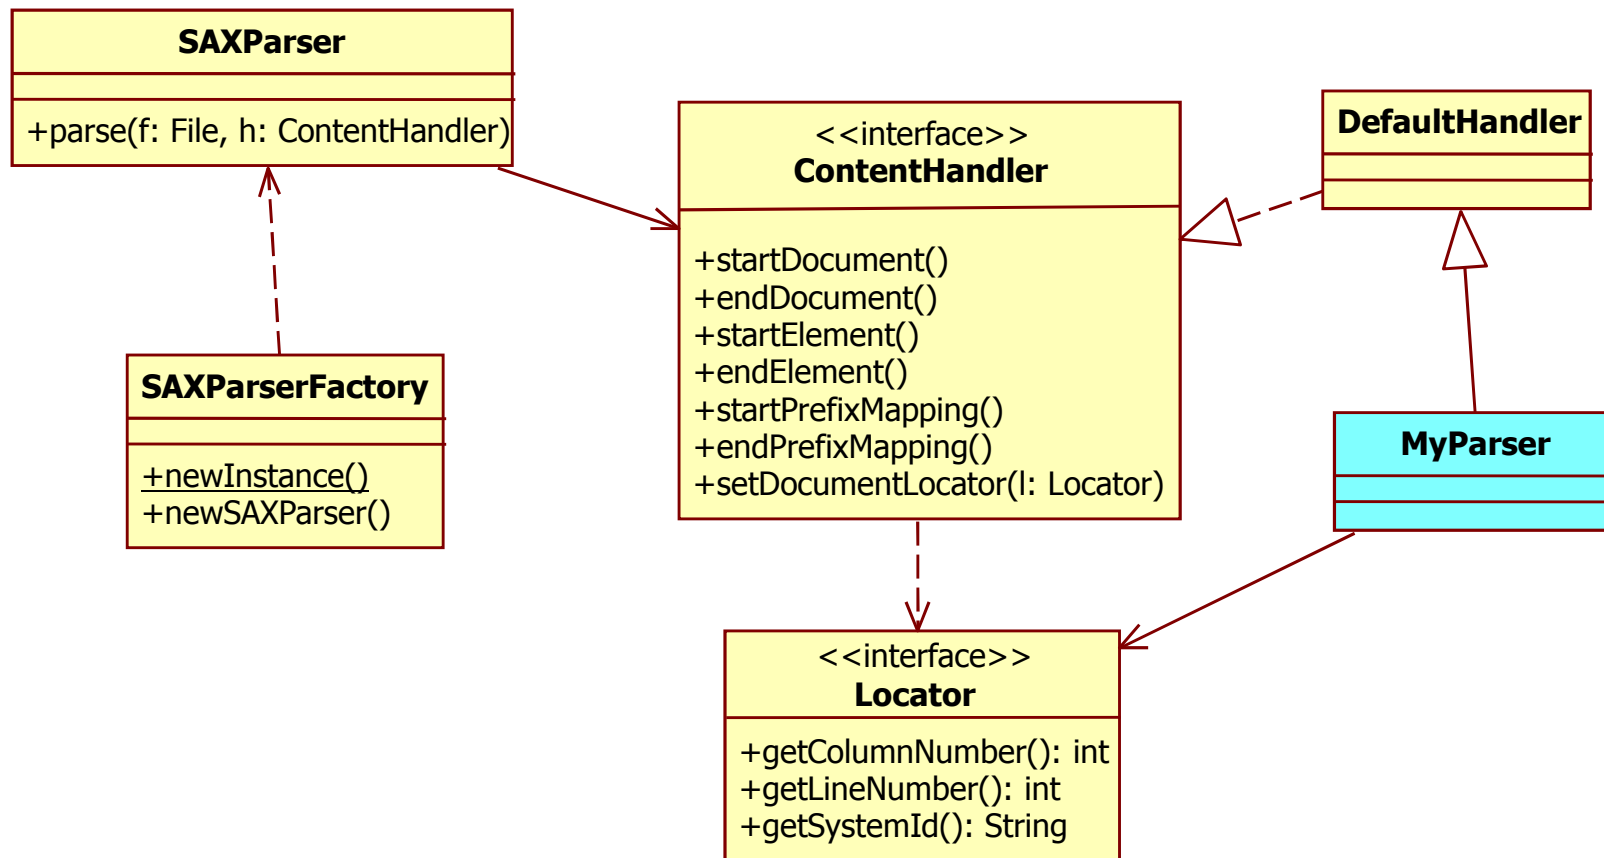 SAXParser
+parse(f: File, h: ContentHandler)
<<interface>>
ContentHandler
+startDocument()
+endDocument()
+startElement()
+endElement()
+startPrefixMapping()
+endPrefixMapping()
+setDocumentLocator(l: Locator)
DefaultHandler
SAXParserFactory
+newInstance()
+newSAXParser()
MyParser
<<interface>>
Locator
+getColumnNumber(): int
+getLineNumber(): int
+getSystemId(): String